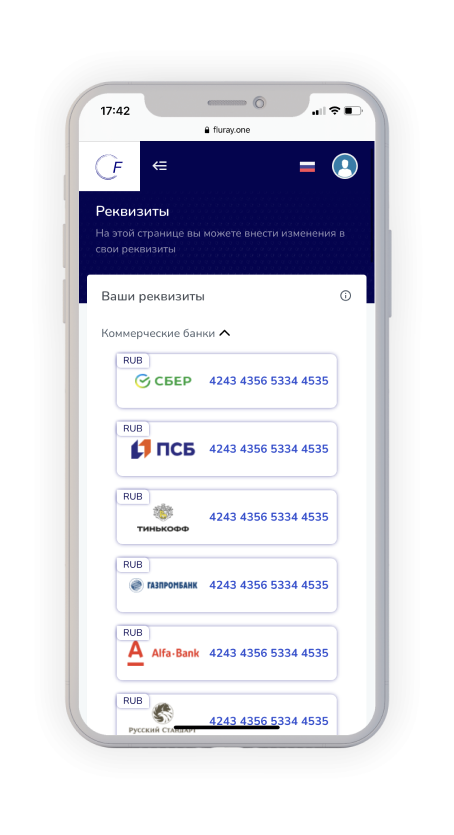 17:42
fluray.one
F
Реквизиты
На этой странице вы можете внести изменения в
свои реквизиты
Ваши реквизиты
Коммерческие банки
RUB
СБЕР 4243 4356 5334 4535
RUB
ПСБ 4243 4356 5334 4535
RUB
ТИНЬКОФФ 4243 4356 5334 4535
RUB
ГАЗПРОМБАНК 4243 4356 5334 4535
RUB
А Alfa-Bank 4243 4356 5334 4535
RUB
Русский Стандарт 4243 4356 5334 4535